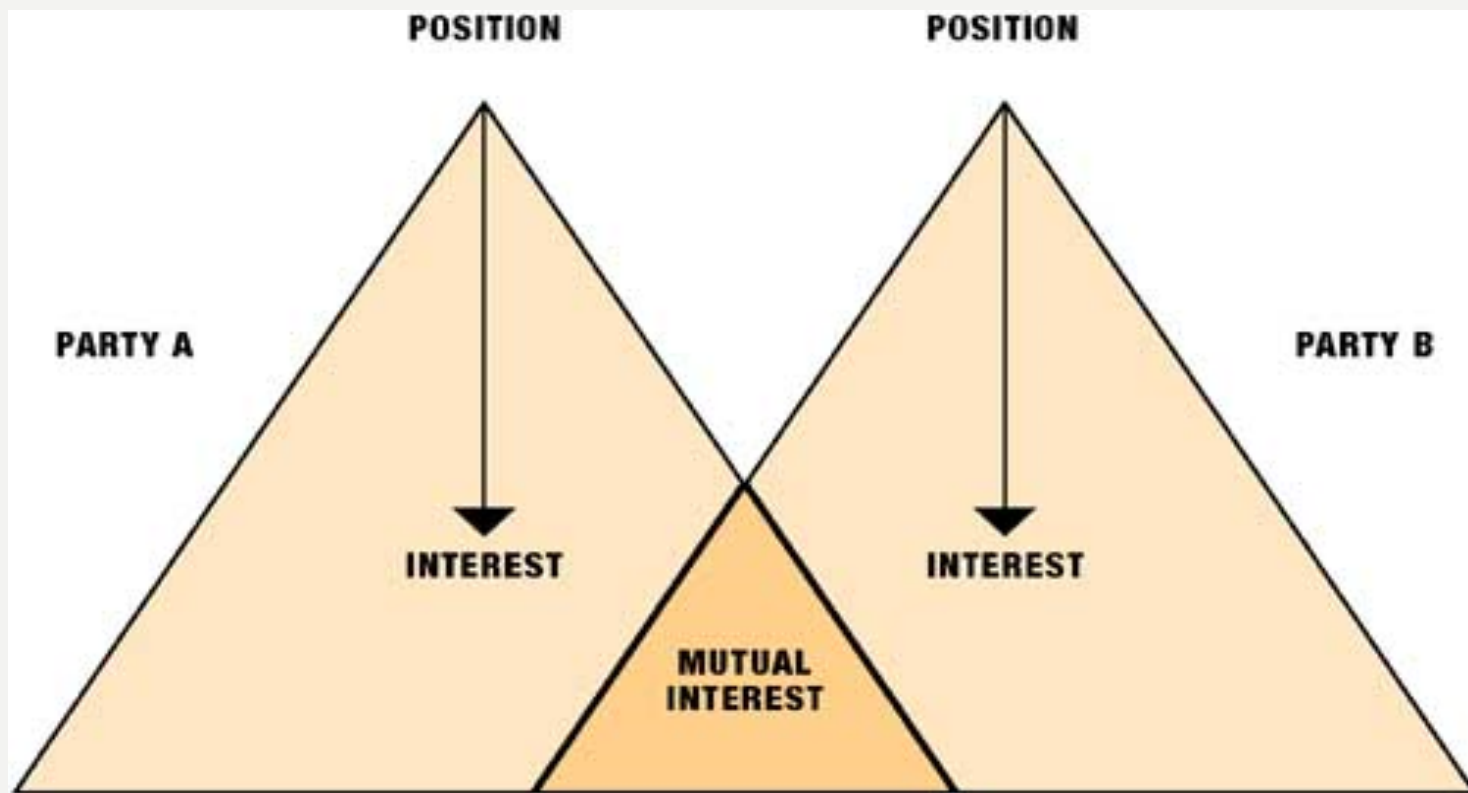 POSITION
POSITION
PARTY A
PARTY B
INTEREST
INTEREST
MUTUAL
INTEREST